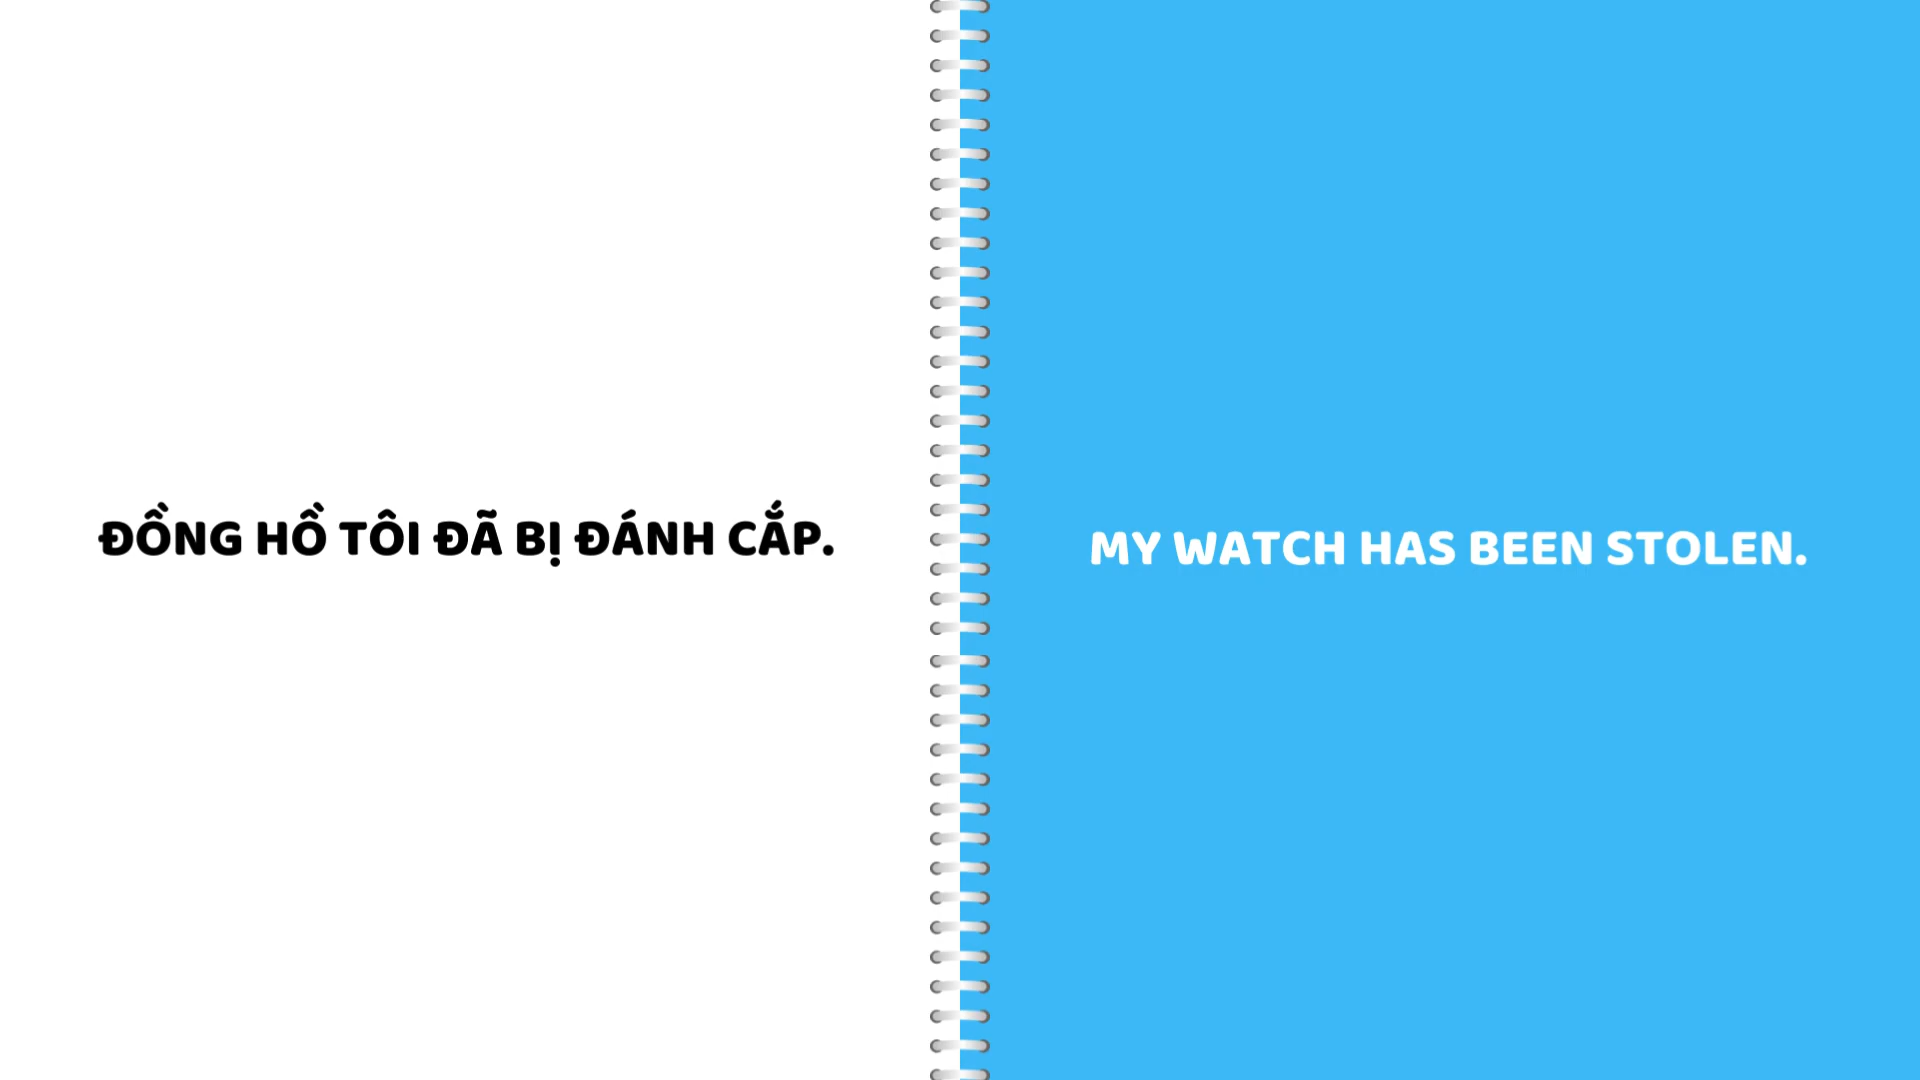 ĐỒNG HỒ TÔI ĐÃ BỊ ĐÁNH CẮP.
MY WATCH HAS BEEN STOLEN.